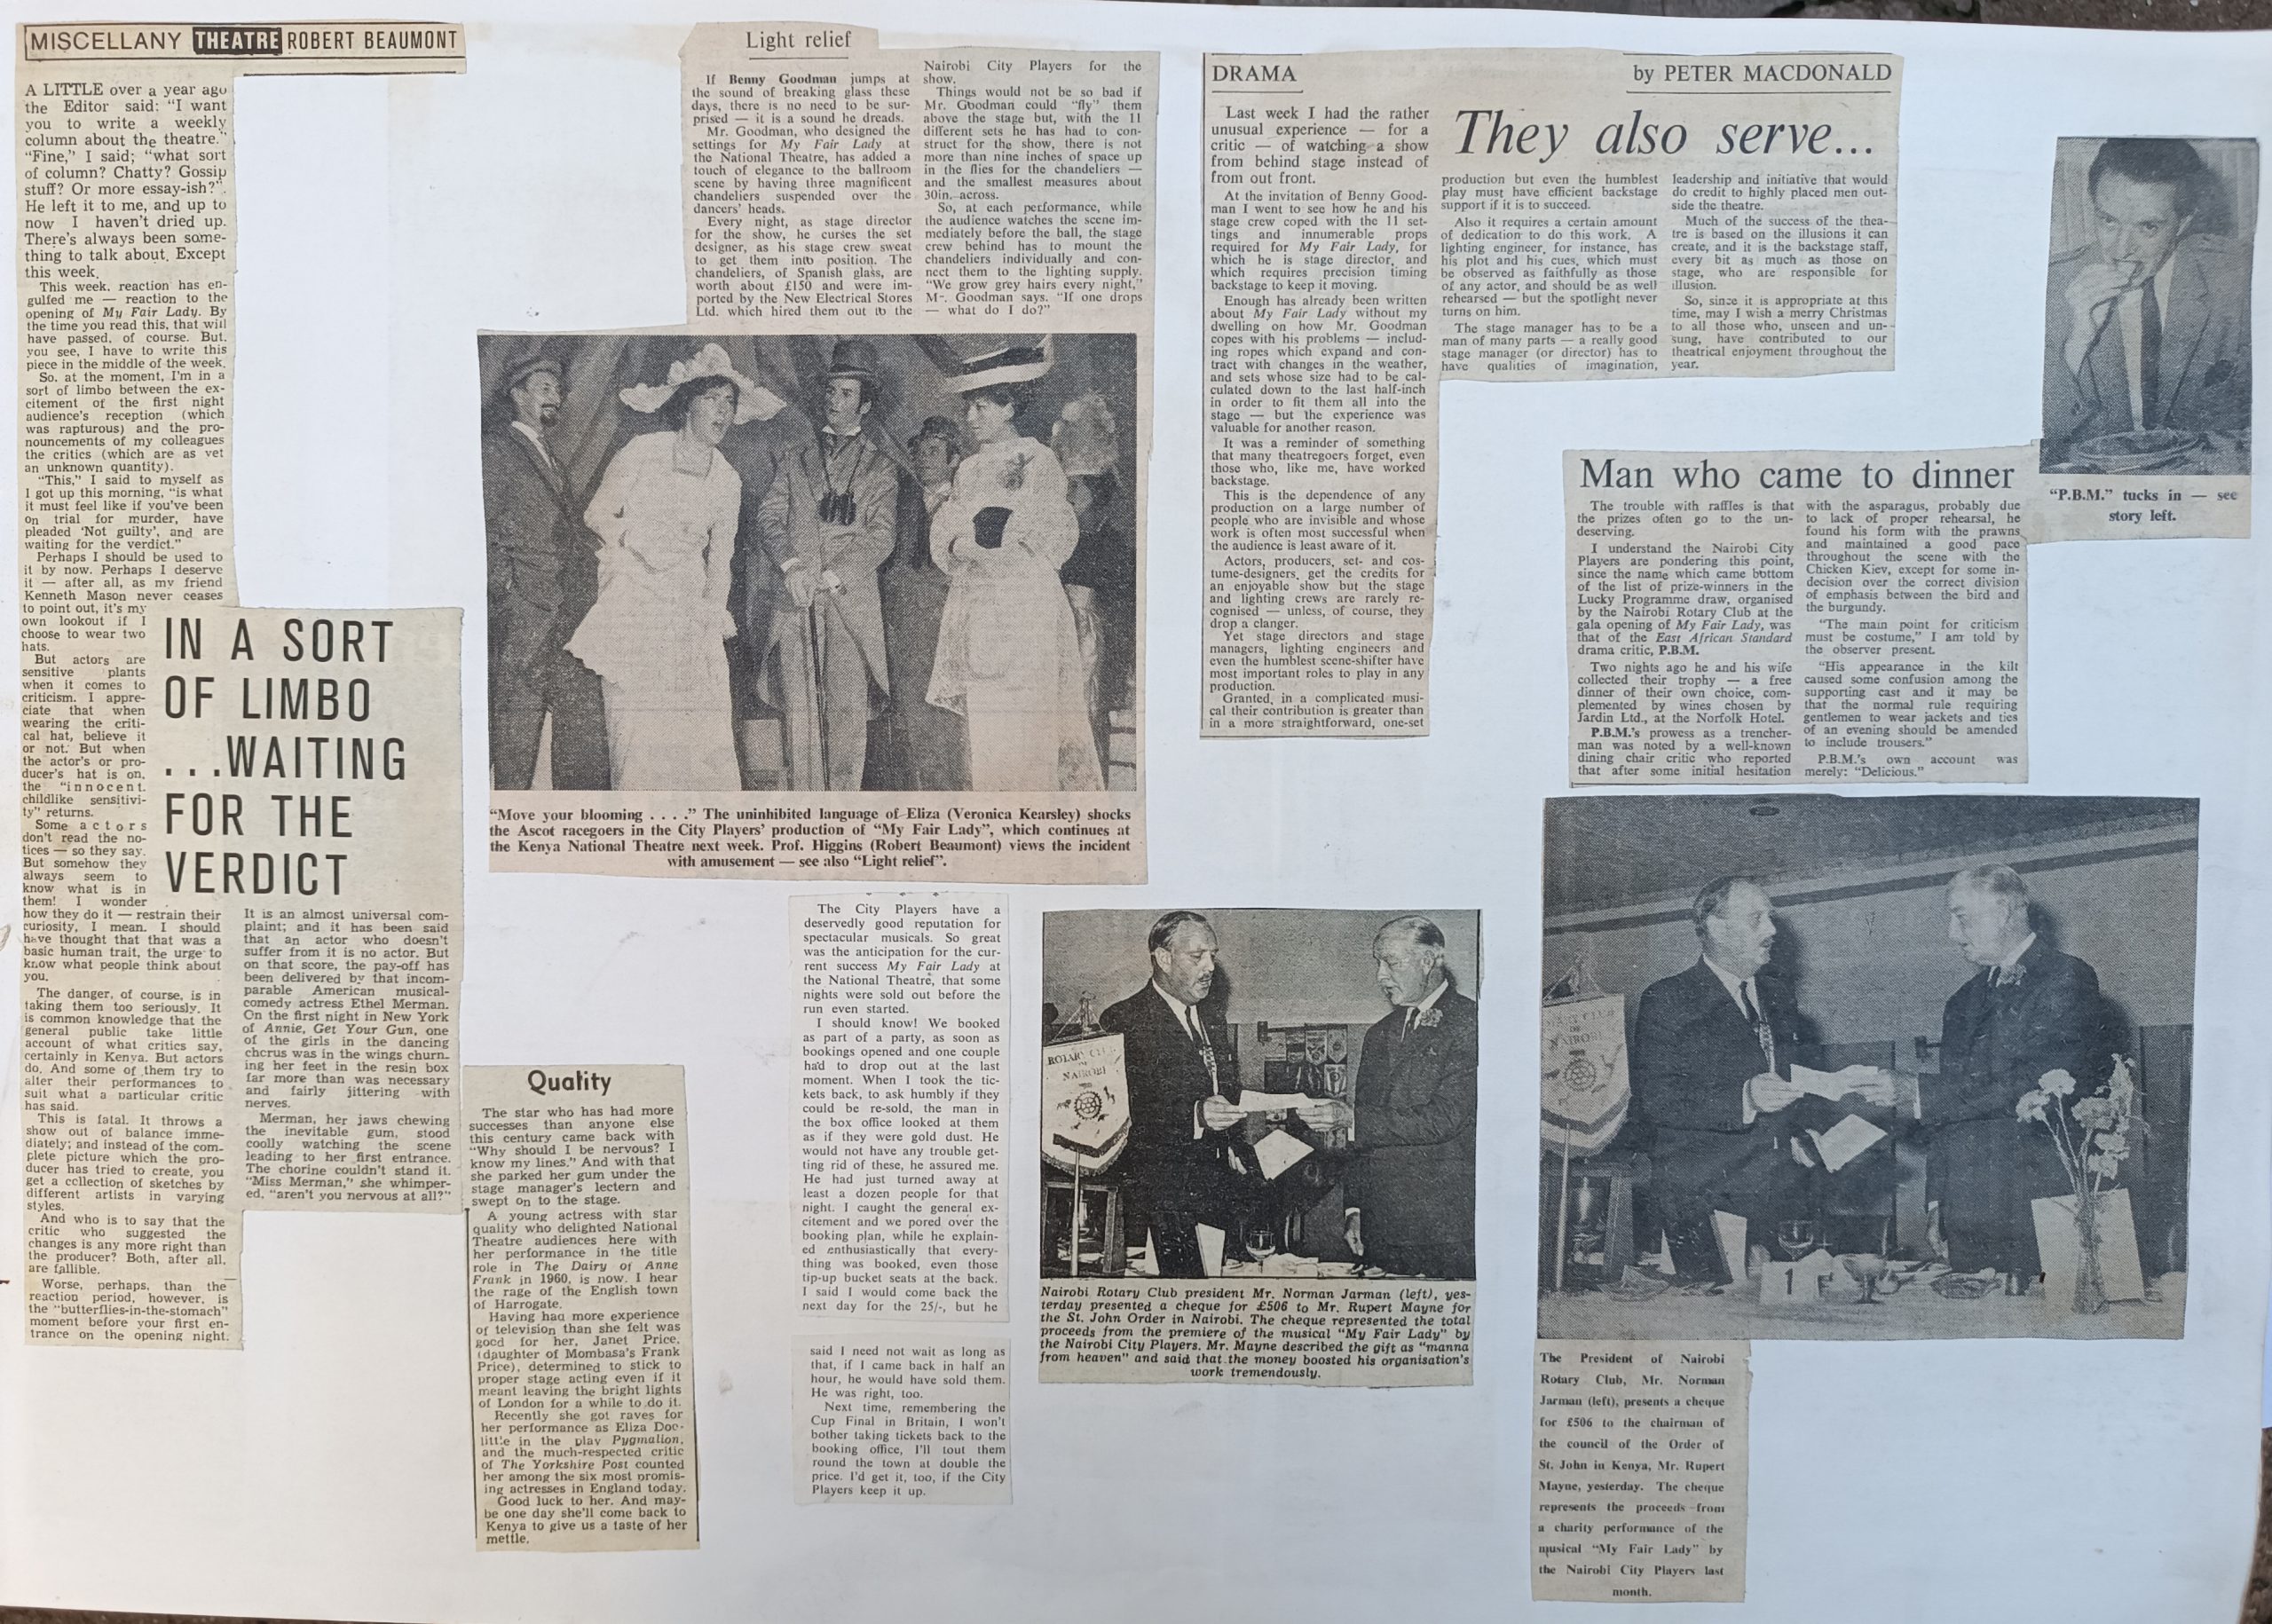 MISCELLANY THEATRE ROBERT BEAUMONT
A LITTLE over a year ago
the Editor said: "I want
you to write a weekly
column about the theatre."
"Fine," I said; "what sort
of column? Chatty? Gossip
stuff? Or more essay-ish?"
He left it to me, and up to
now I haven't dried up.
There's always been some-
thing to talk about. Except
this week.
This week, reaction has en-
gulfed me — reaction to the
opening of My Fair Lady. By
the time you read this, that will
have passed, of course. But,
you see, I have to write this
piece in the middle of the week.
So, at the moment, I'm in a
sort of limbo between the ex-
citement of the first night
audience's reception (which
was rapturous) and the pro-
nouncements of my colleagues
the critics (which are as yet
an unknown quantity).
"This," I said to myself as
I got up this morning, "is what
it must feel like if you've been
on trial for murder, have
pleaded 'Not guilty', and are
waiting for the verdict."
Perhaps I should be used to
it by now. Perhaps I deserve
it — after all, as my friend
Kenneth Mason never ceases
to point out, it's my
own lookout if I
choose to wear two
hats.
But actors are
sensitive plants
when it comes to
criticism. I appre-
ciate that when
wearing the criti-
cal hat, believe it
or not. But when
the actor's or pro-
ducer's hat is on,
the "innocent,
childlike sensitivi-
ty" returns.
Some actors
don't read the no-
tices — so they say.
But somehow they
always seem to
know what is in
them! I wonder
how they do it — restrain their
curiosity, I mean. I should
have thought that that was a
basic human trait, the urge to
know what people think about
you.
The danger, of course, is in
taking them too seriously. It
is common knowledge that the
general public take little
account of what critics say,
certainly in Kenya. But actors
do. And some of them try to
alter their performances to
suit what a particular critic
has said.
This is fatal. It throws a
show out of balance imme-
diately; and instead of the com-
plete picture which the pro-
ducer has tried to create, you
get a collection of sketches by
different artists in varying
styles.
And who is to say that the
critic who suggested the
changes is any more right than
the producer? Both, after all,
are fallible.
Worse, perhaps, than the
reaction period, however, is
the "butterflies-in-the-stomach"
moment before your first en-
trance on the opening night.
IN A SORT
OF LIMBO
...WAITING
FOR THE
VERDICT
It is an almost universal com-
plaint; and it has been said
that an actor who doesn't
suffer from it is no actor. But
on that score, the pay-off has
been delivered by that incom-
parable American musical-
comedy actress Ethel Merman.
On the first night in New York
of Annie, Get Your Gun, one
of the girls in the dancing
chorus was in the wings churn-
ing her feet in the resin box
far more than was necessary
and fairly jittering with
nerves.
Merman, her jaws chewing
the inevitable gum, stood
coolly watching the scene
leading to her first entrance.
The chorine couldn't stand it.
"Miss Merman," she whimper-
ed, "aren't you nervous at all?"
Quality
The star who has had more
successes than anyone else
this century came back with
"Why should I be nervous? I
know my lines." And with that
she parked her gum under the
stage manager's lectern and
swept on to the stage.
A young actress with star
quality who delighted National
Theatre audiences here with
her performance in the title
role in The Dairy of Anne
Frank in 1960, is now, I hear
the rage of the English town
of Harrogate.
Having had more experience
of television than she felt was
good for her, Janet Price,
(daughter of Mombasa's Frank
Price), determined to stick to
proper stage acting even if it
meant leaving the bright lights
of London for a while to do it.
Recently she got raves for
her performance as Eliza Doo-
little in the play Pygmalion,
and the much-respected critic
of The Yorkshire Post counted
her among the six most promis-
ing actresses in England today.
Good luck to her. And may-
be one day she'll come back to
Kenya to give us a taste of her
mettle.
Light relief
If Benny Goodman jumps at
the sound of breaking glass these
days, there is no need to be sur-
prised — it is a sound he dreads.
Mr. Goodman, who designed the
settings for My Fair Lady at
the National Theatre, has added a
touch of elegance to the ballroom
scene by having three magnificent
chandeliers suspended over the
dancers' heads.
Every night, as stage director
for the show, he curses the set
designer, as his stage crew sweat
to get them into position. The
chandeliers, of Spanish glass, are
worth about £150 and were im-
ported by the New Electrical Stores
Ltd. which hired them out to the
Nairobi City Players for the
show.
Things would not be so bad if
Mr. Goodman could "fly" them
above the stage but, with the 11
different sets he has had to con-
struct for the show, there is not
more than nine inches of space up
in the flies for the chandeliers —
and the smallest measures about
30in. across.
So, at each performance, while
the audience watches the scene im-
mediately before the ball, the stage
crew behind has to mount the
chandeliers individually and con-
nect them to the lighting supply.
"We grow grey hairs every night,"
Mr. Goodman says. "If one drops
— what do I do?"
"Move your blooming . . . ." The uninhibited language of Eliza (Veronica Kearsley) shocks
the Ascot racegoers in the City Players' production of "My Fair Lady", which continues at
the Kenya National Theatre next week. Prof. Higgins (Robert Beaumont) views the incident
with amusement — see also "Light relief".
The City Players have a
deservedly good reputation for
spectacular musicals. So great
was the anticipation for the cur-
rent success My Fair Lady at
the National Theatre, that some
nights were sold out before the
run even started.
I should know! We booked
as part of a party, as soon as
bookings opened and one couple
had to drop out at the last
moment. When I took the tic-
kets back, to ask humbly if they
could be re-sold, the man in
the box office looked at them
as if they were gold dust. He
would not have any trouble get-
ting rid of these, he assured me.
He had just turned away at
least a dozen people for that
night. I caught the general ex-
citement and we pored over the
booking plan, while he explain-
ed enthusiastically that every-
thing was booked, even those
tip-up bucket seats at the back.
I said I would come back the
next day for the 25/-, but he
said I need not wait as long as
that, if I came back in half an
hour, he would have sold them.
He was right, too.
Next time, remembering the
Cup Final in Britain, I won't
bother taking tickets back to the
booking office, I'll tout them
round the town at double the
price. I'd get it, too, if the City
Players keep it up.
DRAMA
by PETER MACDONALD
They also serve...
Last week I had the rather
unusual experience — for a
critic — of watching a show
from behind stage instead of
from out front.
At the invitation of Benny Good-
man I went to see how he and his
stage crew coped with the 11 set-
tings and innumerable props
required for My Fair Lady, for
which he is stage director, and
which requires precision timing
backstage to keep it moving.
Enough has already been written
about My Fair Lady without my
dwelling on how Mr. Goodman
copes with his problems — includ-
ing ropes which expand and con-
tract with changes in the weather,
and sets whose size had to be cal-
culated down to the last half-inch
in order to fit them all into the
stage — but the experience was
valuable for another reason.
It was a reminder of something
that many theatregoers forget, even
those who, like me, have worked
backstage.
This is the dependence of any
production on a large number of
people who are invisible and whose
work is often most successful when
the audience is least aware of it.
Actors, producers, set- and cos-
tume-designers, get the credits for
an enjoyable show but the stage
and lighting crews are rarely re-
cognised — unless, of course, they
drop a clanger.
Yet stage directors and stage
managers, lighting engineers and
even the humblest scene-shifter have
most important roles to play in any
production.
Granted, in a complicated musi-
cal their contribution is greater than
in a more straightforward, one-set
production but even the humblest
play must have efficient backstage
support if it is to succeed.
Also it requires a certain amount
of dedication to do this work. A
lighting engineer, for instance, has
his plot and his cues, which must
be observed as faithfully as those
of any actor, and should be as well
rehearsed — but the spotlight never
turns on him.
The stage manager has to be a
man of many parts — a really good
stage manager (or director) has to
have qualities of imagination,
leadership and initiative that would
do credit to highly placed men out-
side the theatre.
Much of the success of the thea-
tre is based on the illusions it can
create, and it is the backstage staff,
every bit as much as those on
stage, who are responsible for
illusion.
So, since it is appropriate at this
time, may I wish a merry Christmas
to all those who, unseen and un-
sung, have contributed to our
theatrical enjoyment throughout the
year.
"P.B.M." tucks in — see
story left.
Man who came to dinner
The trouble with raffles is that
the prizes often go to the un-
deserving.
I understand the Nairobi City
Players are pondering this point,
since the name which came bottom
of the list of prize-winners in the
Lucky Programme draw, organised
by the Nairobi Rotary Club at the
gala opening of My Fair Lady, was
that of the East African Standard
drama critic, P.B.M.
Two nights ago he and his wife
collected their trophy — a free
dinner of their own choice, com-
plemented by wines chosen by
Jardin Ltd., at the Norfolk Hotel.
P.B.M.'s prowess as a trencher-
man was noted by a well-known
dining chair critic who reported
that after some initial hesitation
with the asparagus, probably due
to lack of proper rehearsal, he
found his form with the prawns
and maintained a good pace
throughout the scene with the
Chicken Kiev, except for some in-
decision over the correct division
of emphasis between the bird and
the burgundy.
"The main point for criticism
must be costume," I am told by
the observer present.
"His appearance in the kilt
caused some confusion among the
supporting cast and it may be
that the normal rule requiring
gentlemen to wear jackets and ties
of an evening should be amended
to include trousers."
P.B.M.'s own account was
merely: "Delicious."
ROTARY CLUB
NAIROBI
Nairobi Rotary Club president Mr. Norman Jarman (left), yes-
terday presented a cheque for £506 to Mr. Rupert Mayne for
the St. John Order in Nairobi. The cheque represented the total
proceeds from the premiere of the musical "My Fair Lady" by
the Nairobi City Players. Mr. Mayne described the gift as "manna
from heaven" and said that the money boosted his organisation's
work tremendously.
NAIROBI
1
The President of Nairobi
Rotary Club, Mr. Norman
Jarman (left), presents a cheque
for £506 to the chairman of
the council of the Order of
St. John in Kenya, Mr. Rupert
Mayne, yesterday. The cheque
represents the proceeds from
a charity performance of the
musical "My Fair Lady" by
the Nairobi City Players last
month.